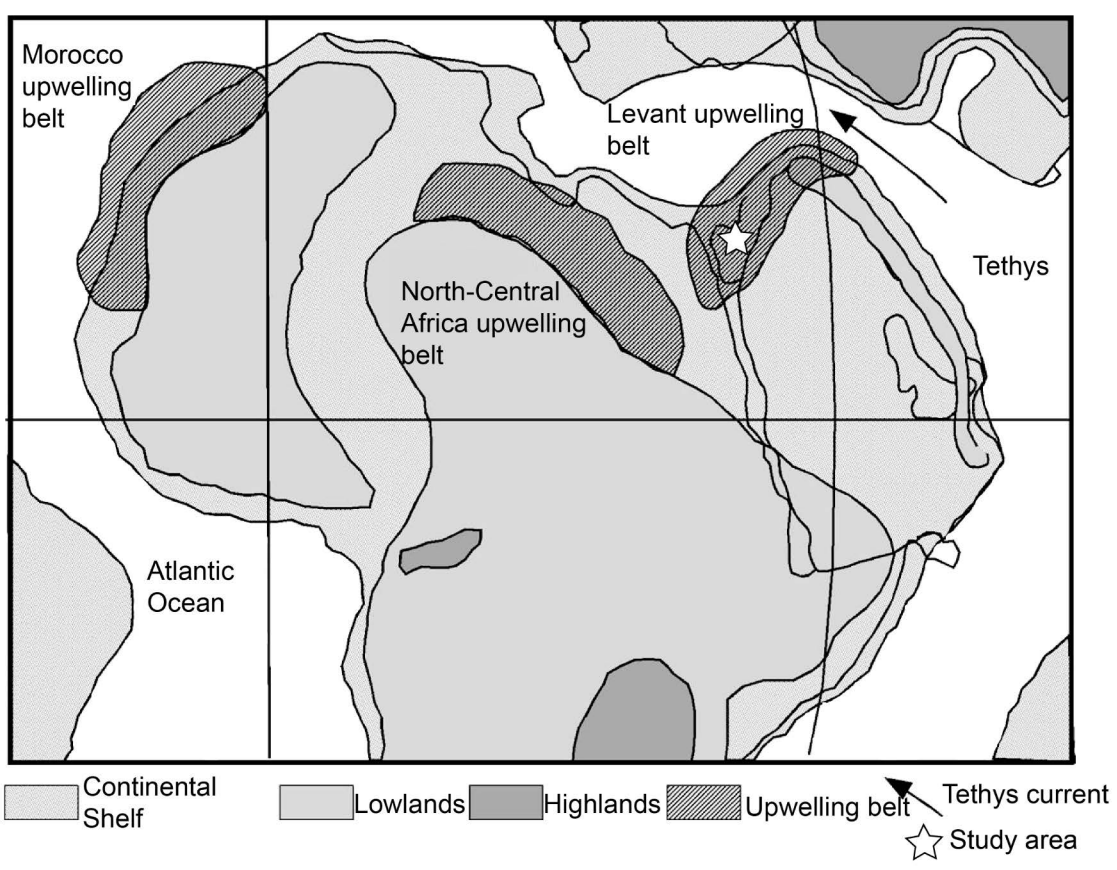 Morocco
upwelling
belt
Levant upwelling
belt
Tethys
North-Central
Africa upwelling
belt
Atlantic
Ocean
Continental
Shelf
Lowlands
Highlands
Upwelling belt
Tethys current
Study area